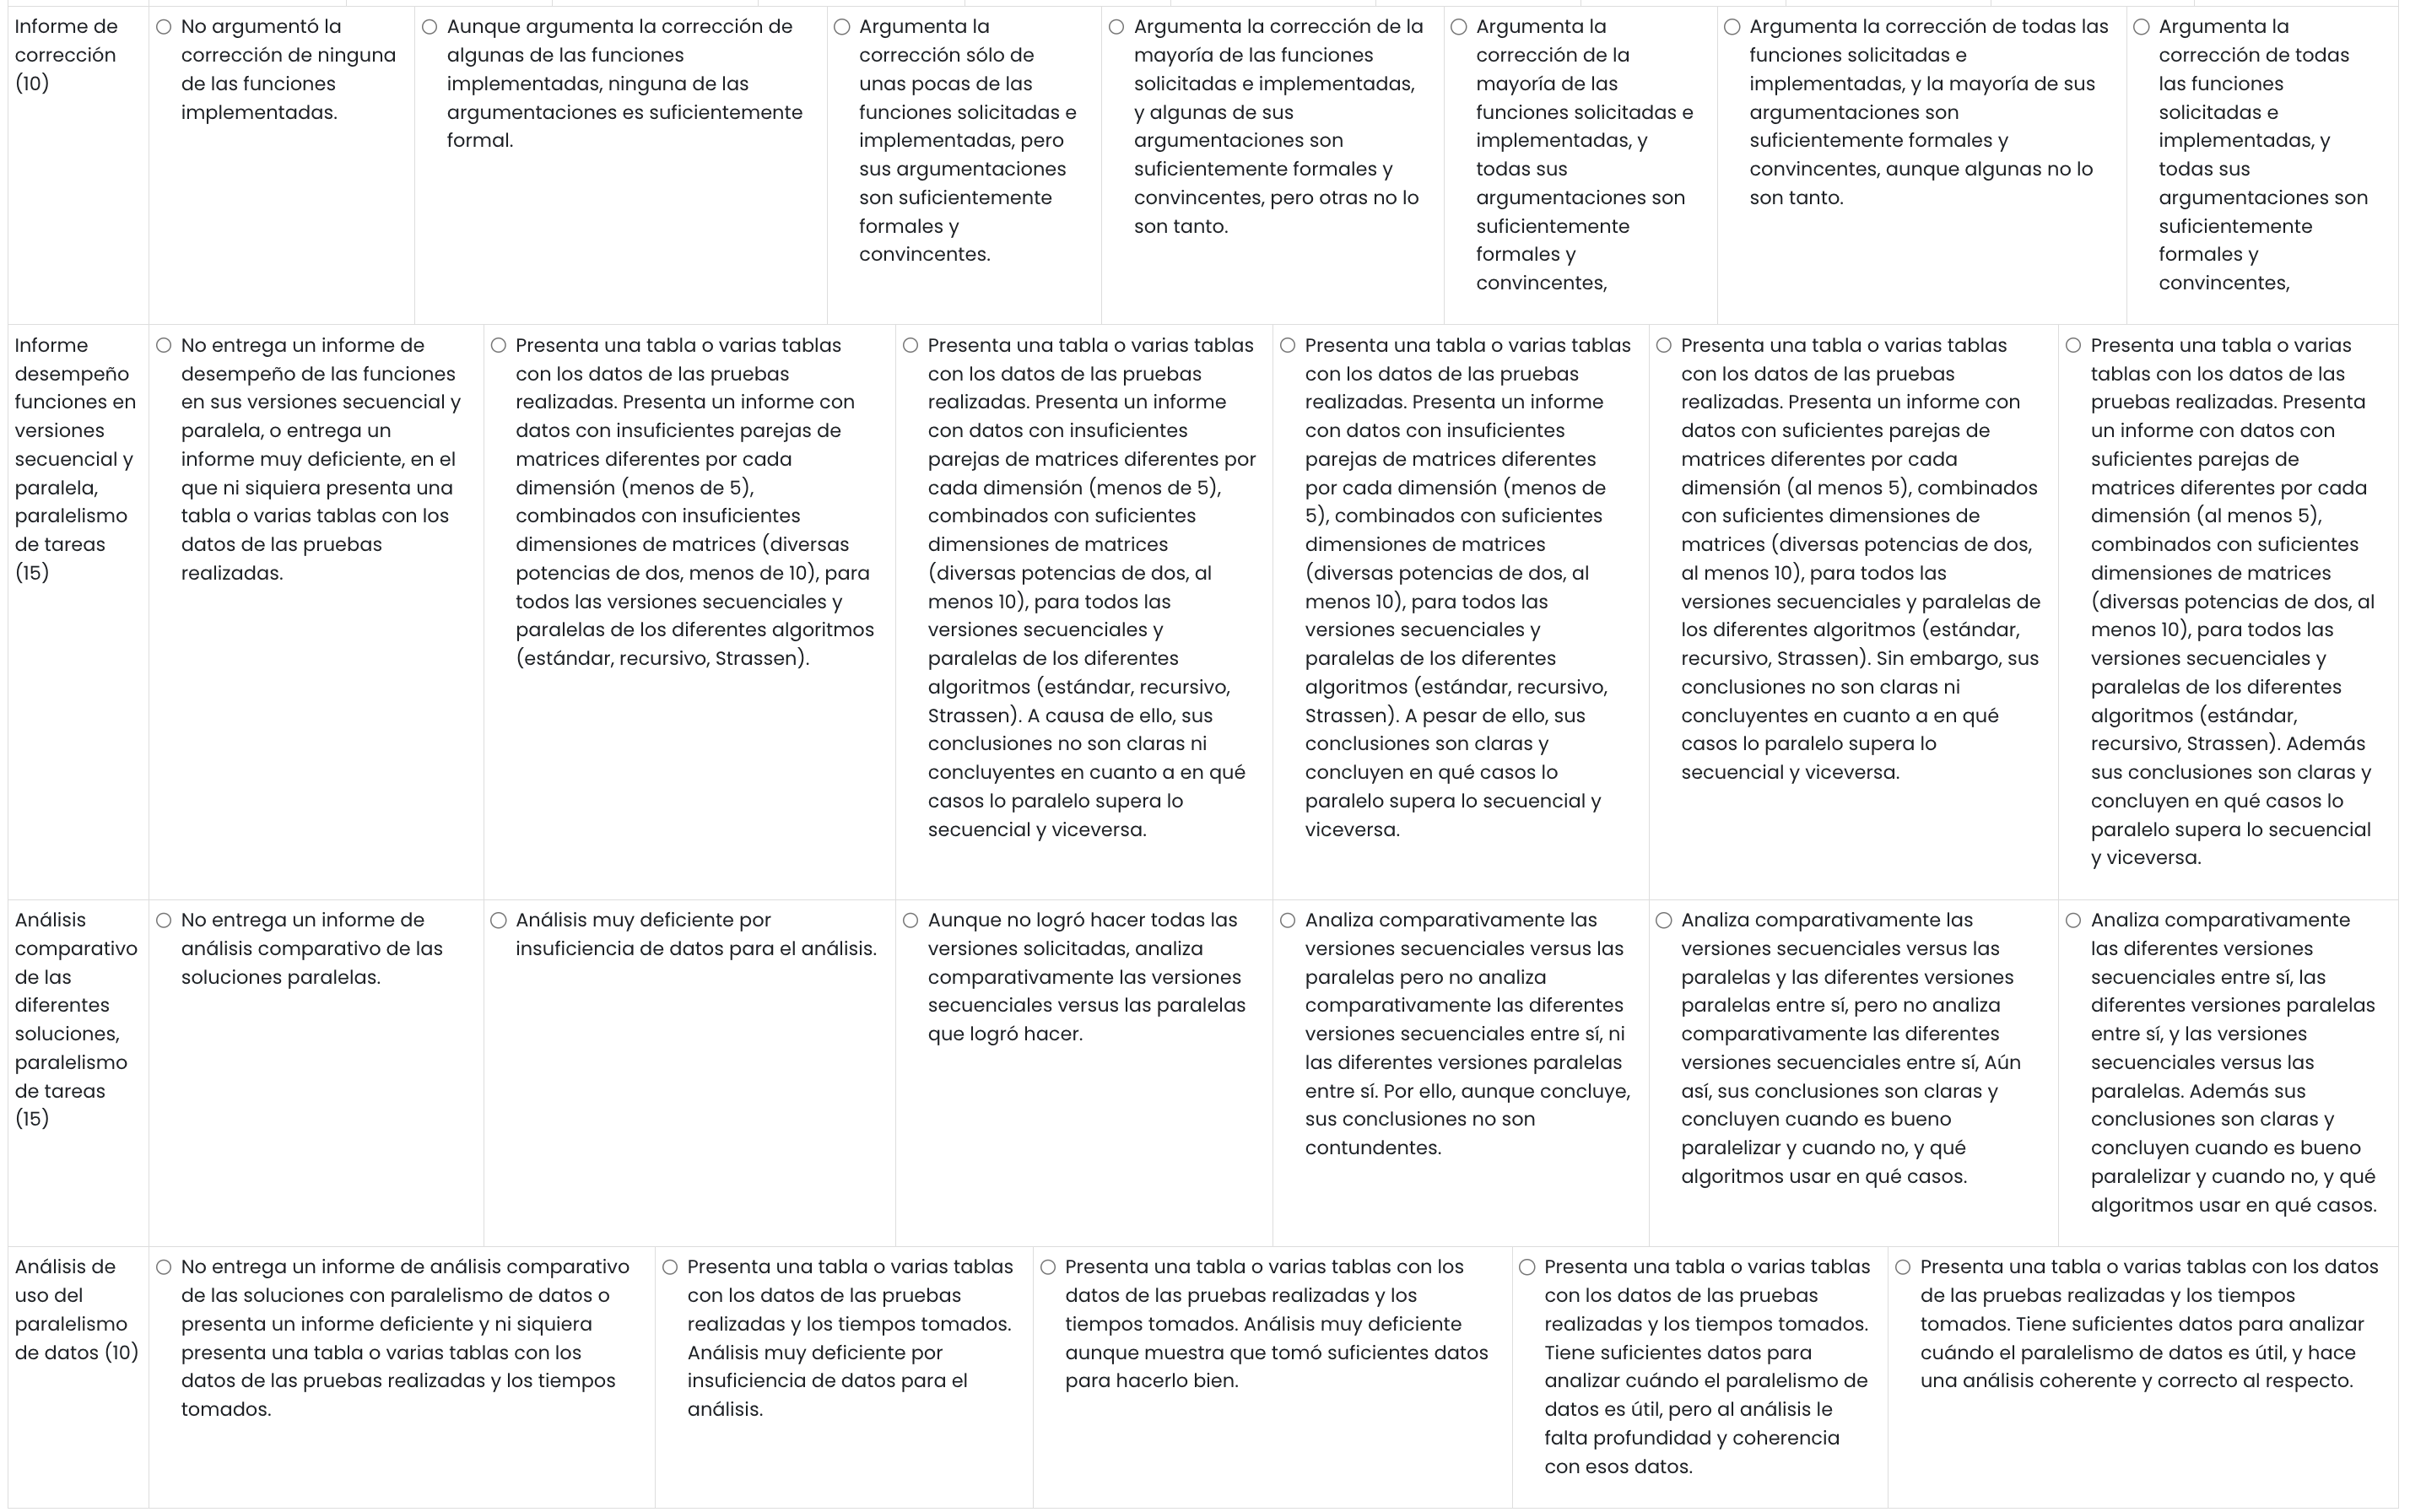 Informe de
corrección
(10)
No argumentó la
corrección de ninguna
de las funciones
implementadas.
Aunque argumenta la corrección de
algunas de las funciones
implementadas, ninguna de las
argumentaciones es suficientemente
formal.
Argumenta la
corrección sólo de
unas pocas de las
funciones solicitadas e
implementadas, pero
sus argumentaciones
son suficientemente
formales y
convincentes.
Argumenta la corrección de la
mayoría de las funciones
solicitadas e implementadas,
y algunas de sus
argumentaciones son
suficientemente formales y
convincentes, pero otras no lo
son tanto.
Argumenta la
corrección de la
mayoría de las
funciones solicitadas e
implementadas, y
todas sus
argumentaciones son
suficientemente
formales y
convincentes,
Argumenta la corrección de todas las
funciones solicitadas e
implementadas, y la mayoría de sus
argumentaciones son
suficientemente formales y
convincentes, aunque algunas no lo
son tanto.
Argumenta la
corrección de todas
las funciones
solicitadas e
implementadas, y
todas sus
argumentaciones son
suficientemente
formales y
convincentes,
Informe
desempeño
funciones en
versiones
secuencial y
paralela,
paralelismo
de tareas
(15)
No entrega un informe de
desempeño de las funciones
en sus versiones secuencial y
paralela, o entrega un
informe muy deficiente, en el
que ni siquiera presenta una
tabla o varias tablas con los
datos de las pruebas
realizadas.
Presenta una tabla o varias tablas
con los datos de las pruebas
realizadas. Presenta un informe con
datos con insuficientes parejas de
matrices diferentes por cada
dimensión (menos de 5),
combinados con insuficientes
dimensiones de matrices (diversas
potencias de dos, menos de 10), para
todos las versiones secuenciales y
paralelas de los diferentes algoritmos
(estándar, recursivo, Strassen).
Presenta una tabla o varias tablas
con los datos de las pruebas
realizadas. Presenta un informe
con datos con insuficientes
parejas de matrices diferentes por
cada dimensión (menos de 5),
combinados con suficientes
dimensiones de matrices
(diversas potencias de dos, al
menos 10), para todos las
versiones secuenciales y
paralelas de los diferentes
algoritmos (estándar, recursivo,
Strassen). A causa de ello, sus
conclusiones no son claras ni
concluyentes en cuanto a en qué
casos lo paralelo supera lo
secuencial y viceversa.
Presenta una tabla o varias tablas
con los datos de las pruebas
realizadas. Presenta un informe
con datos con insuficientes
parejas de matrices diferentes
por cada dimensión (menos de
5), combinados con suficientes
dimensiones de matrices
(diversas potencias de dos, al
menos 10), para todos las
versiones secuenciales y
paralelas de los diferentes
algoritmos (estándar, recursivo,
Strassen). A pesar de ello, sus
conclusiones son claras y
concluyen en qué casos lo
paralelo supera lo secuencial y
viceversa.
Presenta una tabla o varias tablas
con los datos de las pruebas
realizadas. Presenta un informe con
datos con suficientes parejas de
matrices diferentes por cada
dimensión (al menos 5), combinados
con suficientes dimensiones de
matrices (diversas potencias de dos,
al menos 10), para todos las
versiones secuenciales y paralelas de
los diferentes algoritmos (estándar,
recursivo, Strassen). Sin embargo, sus
conclusiones no son claras ni
concluyentes en cuanto a en qué
casos lo paralelo supera lo
secuencial y viceversa.
Presenta una tabla o varias
tablas con los datos de las
pruebas realizadas. Presenta
un informe con datos con
suficientes parejas de
matrices diferentes por cada
dimensión (al menos 5),
combinados con suficientes
dimensiones de matrices
(diversas potencias de dos, al
menos 10), para todos las
versiones secuenciales y
paralelas de los diferentes
algoritmos (estándar,
recursivo, Strassen). Además
sus conclusiones son claras y
concluyen en qué casos lo
paralelo supera lo secuencial
y viceversa.
Análisis
comparativo
de las
diferentes
soluciones,
paralelismo
de tareas
(15)
No entrega un informe de
análisis comparativo de las
soluciones paralelas.
Análisis muy deficiente por
insuficiencia de datos para el análisis.
Aunque no logró hacer todas las
versiones solicitadas, analiza
comparativamente las versiones
secuenciales versus las paralelas
que logró hacer.
Analiza comparativamente las
versiones secuenciales versus las
paralelas pero no analiza
comparativamente las diferentes
versiones secuenciales entre sí, ni
las diferentes versiones paralelas
entre sí. Por ello, aunque concluye,
sus conclusiones no son
contundentes.
Analiza comparativamente las
versiones secuenciales versus las
paralelas y las diferentes versiones
paralelas entre sí, pero no analiza
comparativamente las diferentes
versiones secuenciales entre sí, Aún
así, sus conclusiones son claras y
concluyen cuando es bueno
paralelizar y cuando no, y qué
algoritmos usar en qué casos.
Analiza comparativamente
las diferentes versiones
secuenciales entre sí, las
diferentes versiones paralelas
entre sí, y las versiones
secuenciales versus las
paralelas. Además sus
conclusiones son claras y
concluyen cuando es bueno
paralelizar y cuando no, y qué
algoritmos usar en qué casos.
Análisis de
uso del
paralelismo
de datos (10)
No entrega un informe de análisis comparativo
de las soluciones con paralelismo de datos o
presenta un informe deficiente y ni siquiera
presenta una tabla o varias tablas con los
datos de las pruebas realizadas y los tiempos
tomados.
Presenta una tabla o varias tablas
con los datos de las pruebas
realizadas y los tiempos tomados.
Análisis muy deficiente por
insuficiencia de datos para el
análisis.
Presenta una tabla o varias tablas con los
datos de las pruebas realizadas y los
tiempos tomados. Análisis muy deficiente
aunque muestra que tomó suficientes datos
para hacerlo bien.
Presenta una tabla o varias tablas
con los datos de las pruebas
realizadas y los tiempos tomados.
Tiene suficientes datos para
analizar cuándo el paralelismo de
datos es útil, pero al análisis le
falta profundidad y coherencia
con esos datos.
Presenta una tabla o varias tablas con los datos
de las pruebas realizadas y los tiempos
tomados. Tiene suficientes datos para analizar
cuándo el paralelismo de datos es útil, y hace
una análisis coherente y correcto al respecto.